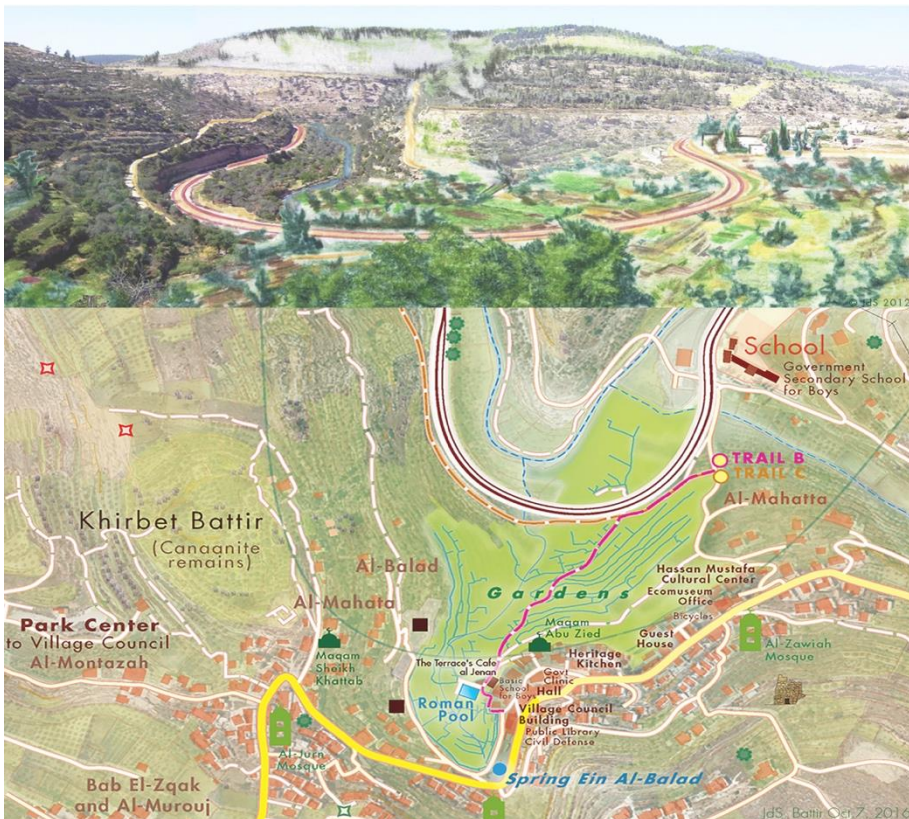 © JdS 2012
School
Government
Secondary School
for Boys
TRAIL B
TRAIL C
Al-Mahatta
Khirbet Battir
(Canaanite
remains)
Al-Balad
Gardens
Hassan Mustafa
Cultural Center
Ecomuseum
Office
Bicycles
Al-Mahata
Park Center
to Village Council
Al-Montazah
Maqam
Sheikh
Khattab
Maqam
Abu Zied
Guest
House
Al-Zawiah
Mosque
The Terrace's Cafe
al Jenan
Heritage
Kitchen
Basic
School
for Boys
Govt
Clinic
Hall
Roman
Pool
Village Council
Building
Public Library
Civil Defense
Al-Jurn
Mosque
Spring Ein Al-Balad
Bab El-Zqak
and Al-Murouj
JdS, Battir Oct 7, 2016